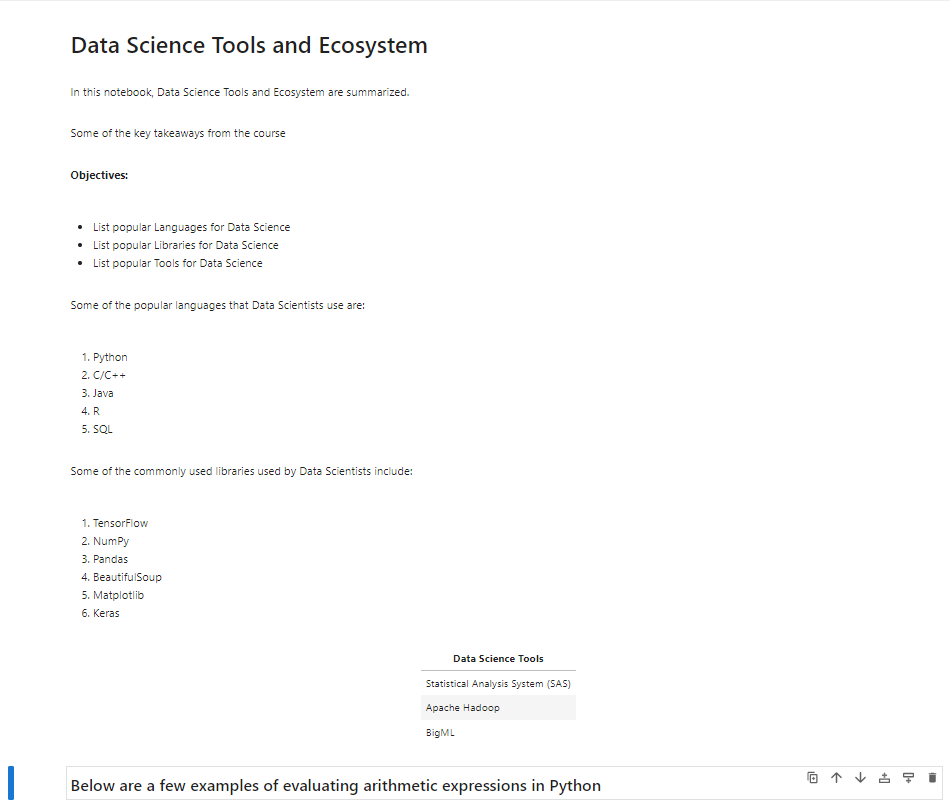 Data Science Tools and Ecosystem
In this notebook, Data Science Tools and Ecosystem are summarized.
Some of the key takeaways from the course
Objectives:
• List popular Languages for Data Science
• List popular Libraries for Data Science
• List popular Tools for Data Science
Some of the popular languages that Data Scientists use are:
1. Python
2. C/C++
3. Java
4. R
5. SQL
Some of the commonly used libraries used by Data Scientists include:
1. TensorFlow
2. NumPy
3. Pandas
4. BeautifulSoup
5. Matplotlib
6. Keras
Data Science Tools
Statistical Analysis System (SAS)
Apache Hadoop
BigML
Below are a few examples of evaluating arithmetic expressions in Python